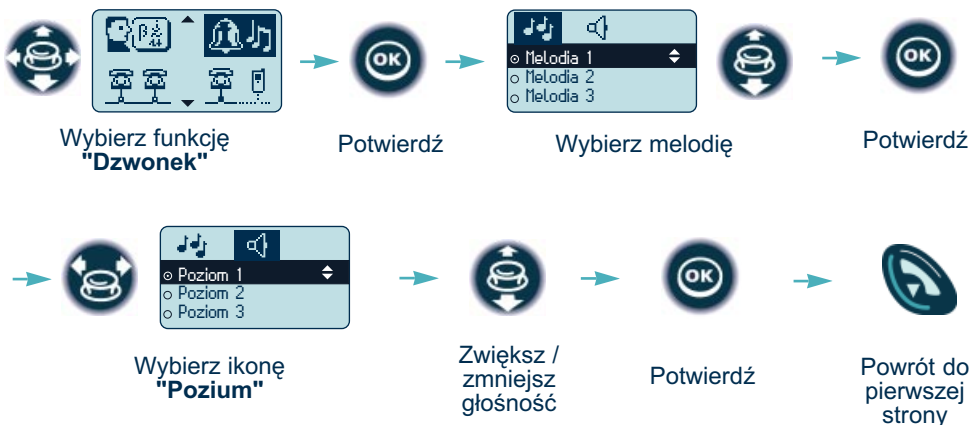 OK
Melodia 1
Melodia 2
Melodia 3
OK
Wybierz funkcję
"Dzwonek"
Potwierdź
Wybierz melodię
Potwierdź
Poziom 1
Poziom 2
Poziom 3
OK
Wybierz ikonę
"Pozium"
Zwiększ /
zmniejsz
głośność
Potwierdź
Powrót do
pierwszej
strony